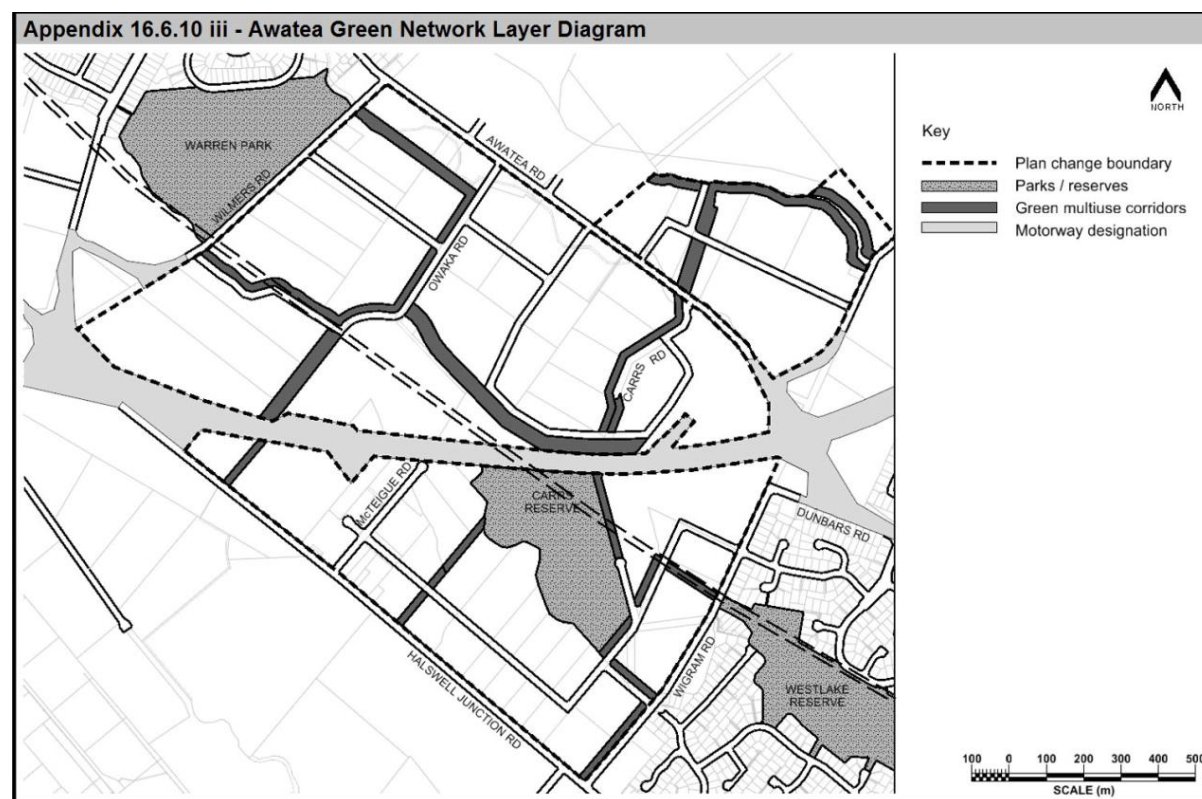 Appendix 16.6.10 iii - Awatea Green Network Layer Diagram
NORTH
Key
Plan change boundary
Parks / reserves
Green multiuse corridors
Motorway designation
WARREN PARK
WILMERS RD
AWATEA RD
OWAKA RD
CARRS RD
McTEIGUE RD
CARRS
RESERVE
DUNBARS RD
HALSWELL JUNCTION RD
WIGRAM RD
WESTLAKE
RESERVE
100 0 100 200 300 400 500
SCALE (m)